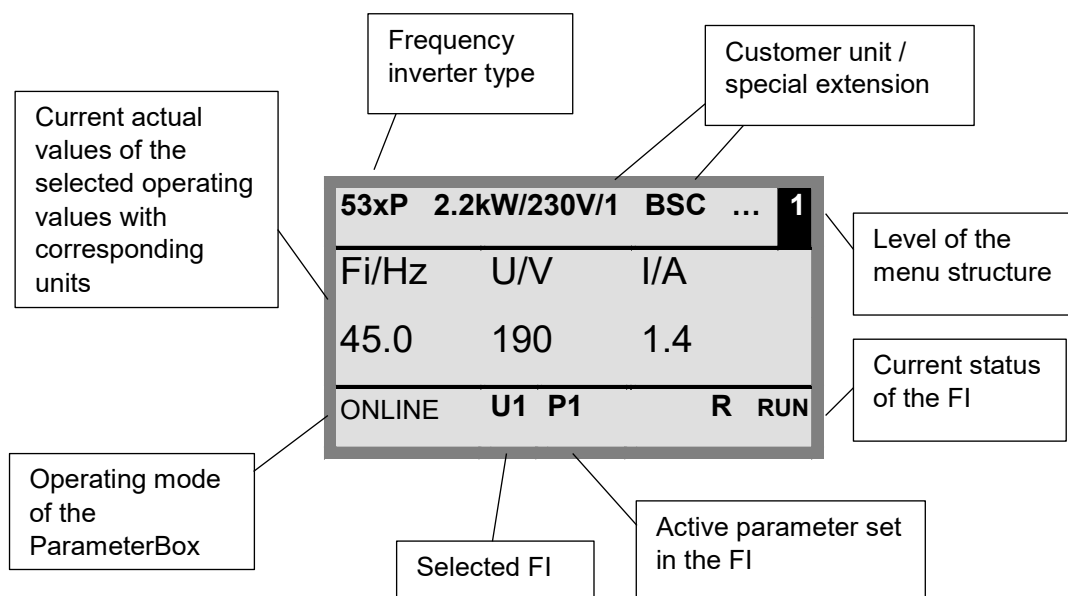 Frequency
inverter type
Customer unit /
special extension
Current actual
values of the
selected operating
values with
corresponding
units
53xP 2.2kW/230V/1 BSC ... 1
Fi/Hz U/V I/A
45.0 190 1.4
ONLINE U1 P1 R RUN
Level of the
menu structure
Current status
of the FI
Operating mode
of the
ParameterBox
Selected FI
Active parameter set
in the FI